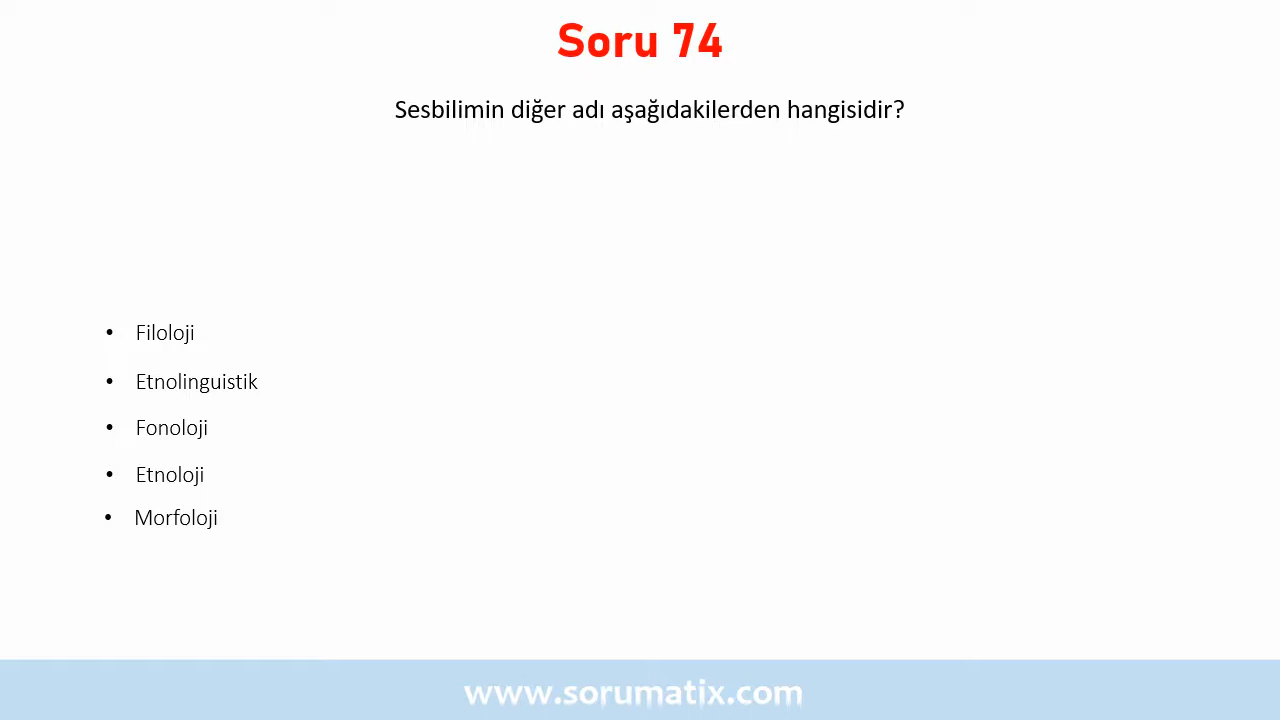 Soru 74
Sesbilimin diğer adı aşağıdakilerden hangisidir?
• Filoloji
• Etnolinguistik
• Fonoloji
• Etnoloji
• Morfoloji
www.sorumatix.com